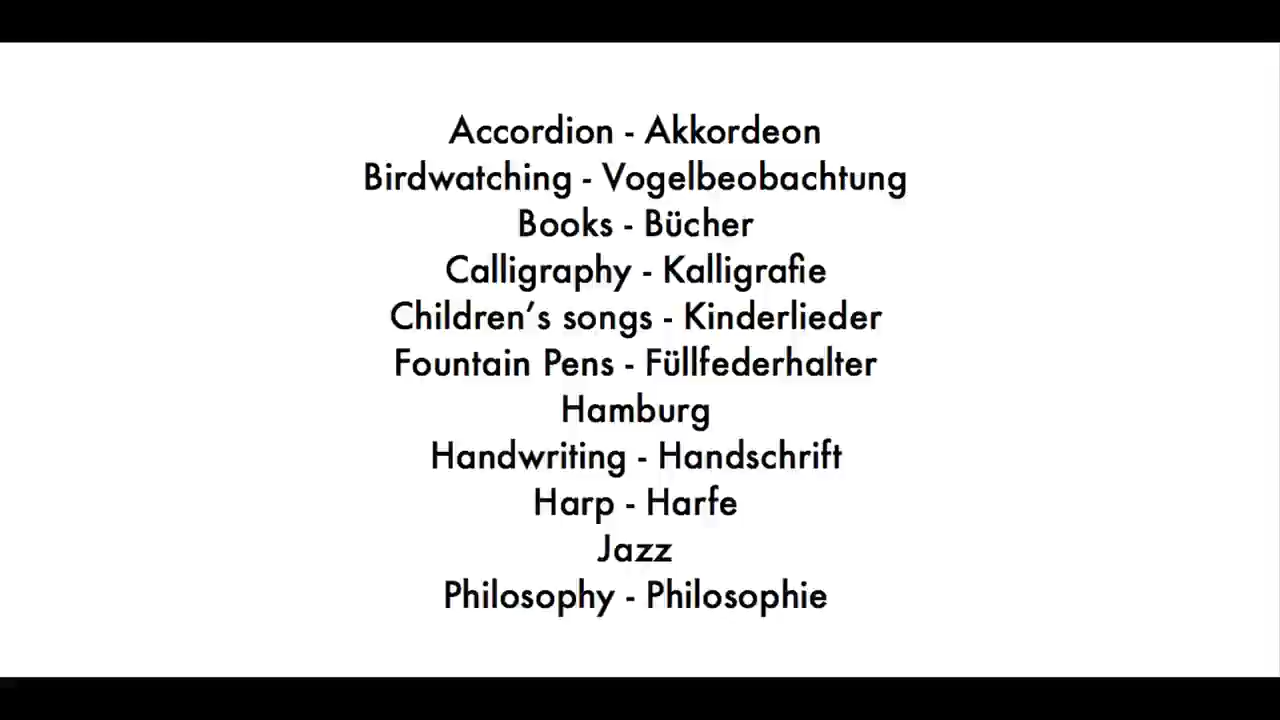 Accordion - Akkordeon
Birdwatching - Vogelbeobachtung
Books - Bücher
Calligraphy - Kalligrafie
Children’s songs - Kinderlieder
Fountain Pens - Füllfederhalter
Hamburg
Handwriting - Handschrift
Harp - Harfe
Jazz
Philosophy - Philosophie